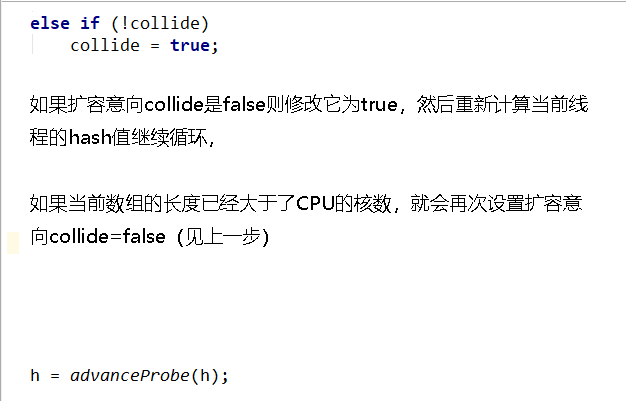 else if (!collide)
collide = true;
如果扩容意向collide是false则修改它为true，然后重新计算当前线
程的hash值继续循环，
如果当前数组的长度已经大于了CPU的核数，就会再次设置扩容意
向collide=false（见上一步）
h = advanceProbe(h);